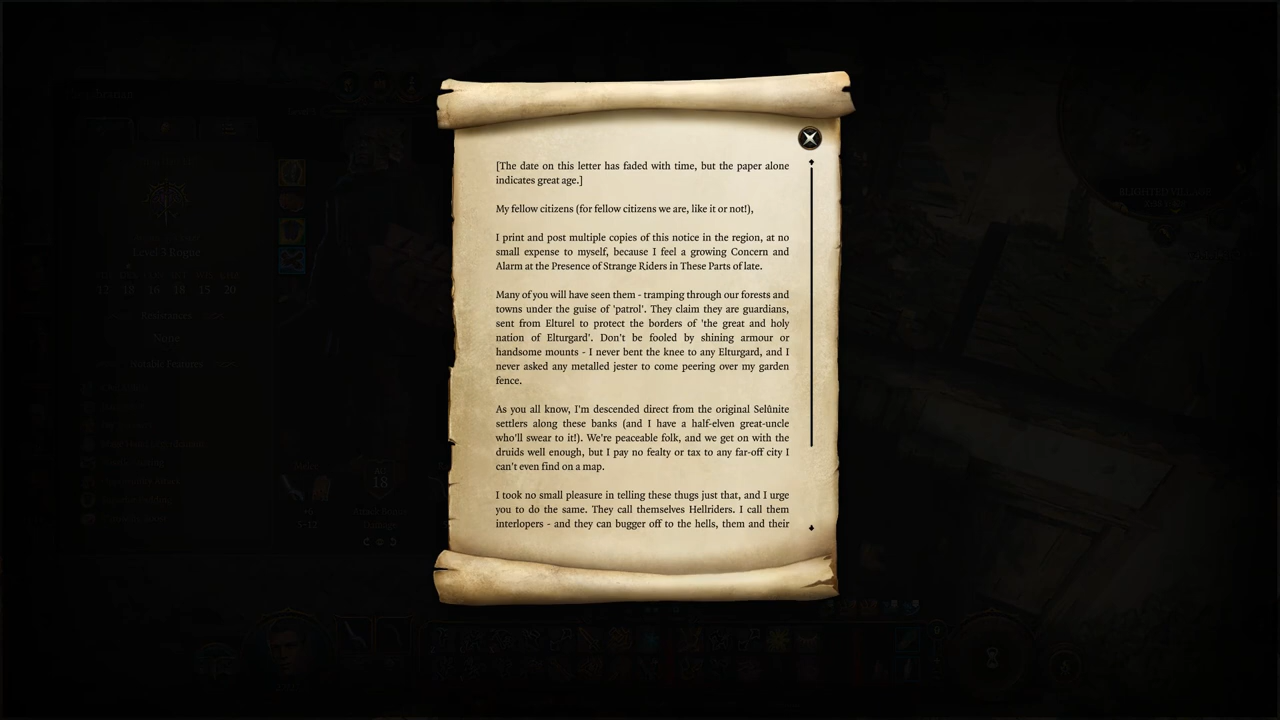 [The date on this letter has faded with time, but the paper alone
indicates great age.]
My fellow citizens (for fellow citizens we are, like it or not!),
I print and post multiple copies of this notice in the region, at no
small expense to myself, because I feel a growing Concern and
Alarm at the Presence of Strange Riders in These Parts of late.
Many of you will have seen them - tramping through our forests and
towns under the guise of 'patrol'. They claim they are guardians,
sent from Elturel to protect the borders of 'the great and holy
nation of Elturgard'. Don't be fooled by shining armour or
handsome mounts - I never bent the knee to any Elturgard, and I
never asked any metalled jester to come peering over my garden
fence.
As you all know, I'm descended direct from the original Selûnite
settlers along these banks (and I have a half-elven great-uncle
who'll swear to it!). We're peaceable folk, and we get on with the
druids well enough, but I pay no fealty or tax to any far-off city I
can't even find on a map.
I took no small pleasure in telling these thugs just that, and I urge
you to do the same. They call themselves Hellriders. I call them
interlopers - and they can bugger off to the hells, them and their
Level 3 Rogue
None
18